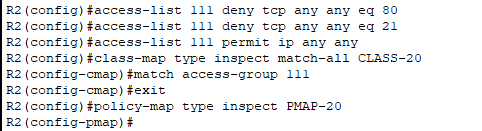 R2(config)#access-list 111 deny tcp any any eq 80
R2(config)#access-list 111 deny tcp any any eq 21
R2(config)#access-list 111 permit ip any any
R2(config)#class-map type inspect match-all CLASS-20
R2(config-cmap)#match access-group 111
R2(config-cmap)#exit
R2(config)#policy-map type inspect PMAP-20
R2(config-pmap)#